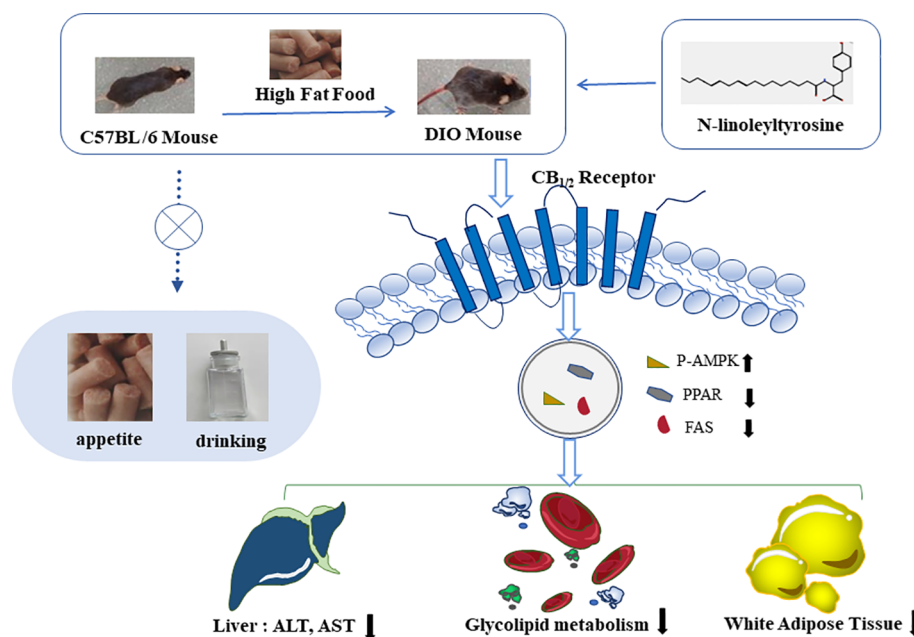 High Fat Food
C57BL/6 Mouse
DIO Mouse
N-linoleyltyrosine
CB1/2 Receptor
P-AMPK
PPAR
FAS
appetite
drinking
Liver : ALT, AST
Glycolipid metabolism
White Adipose Tissue